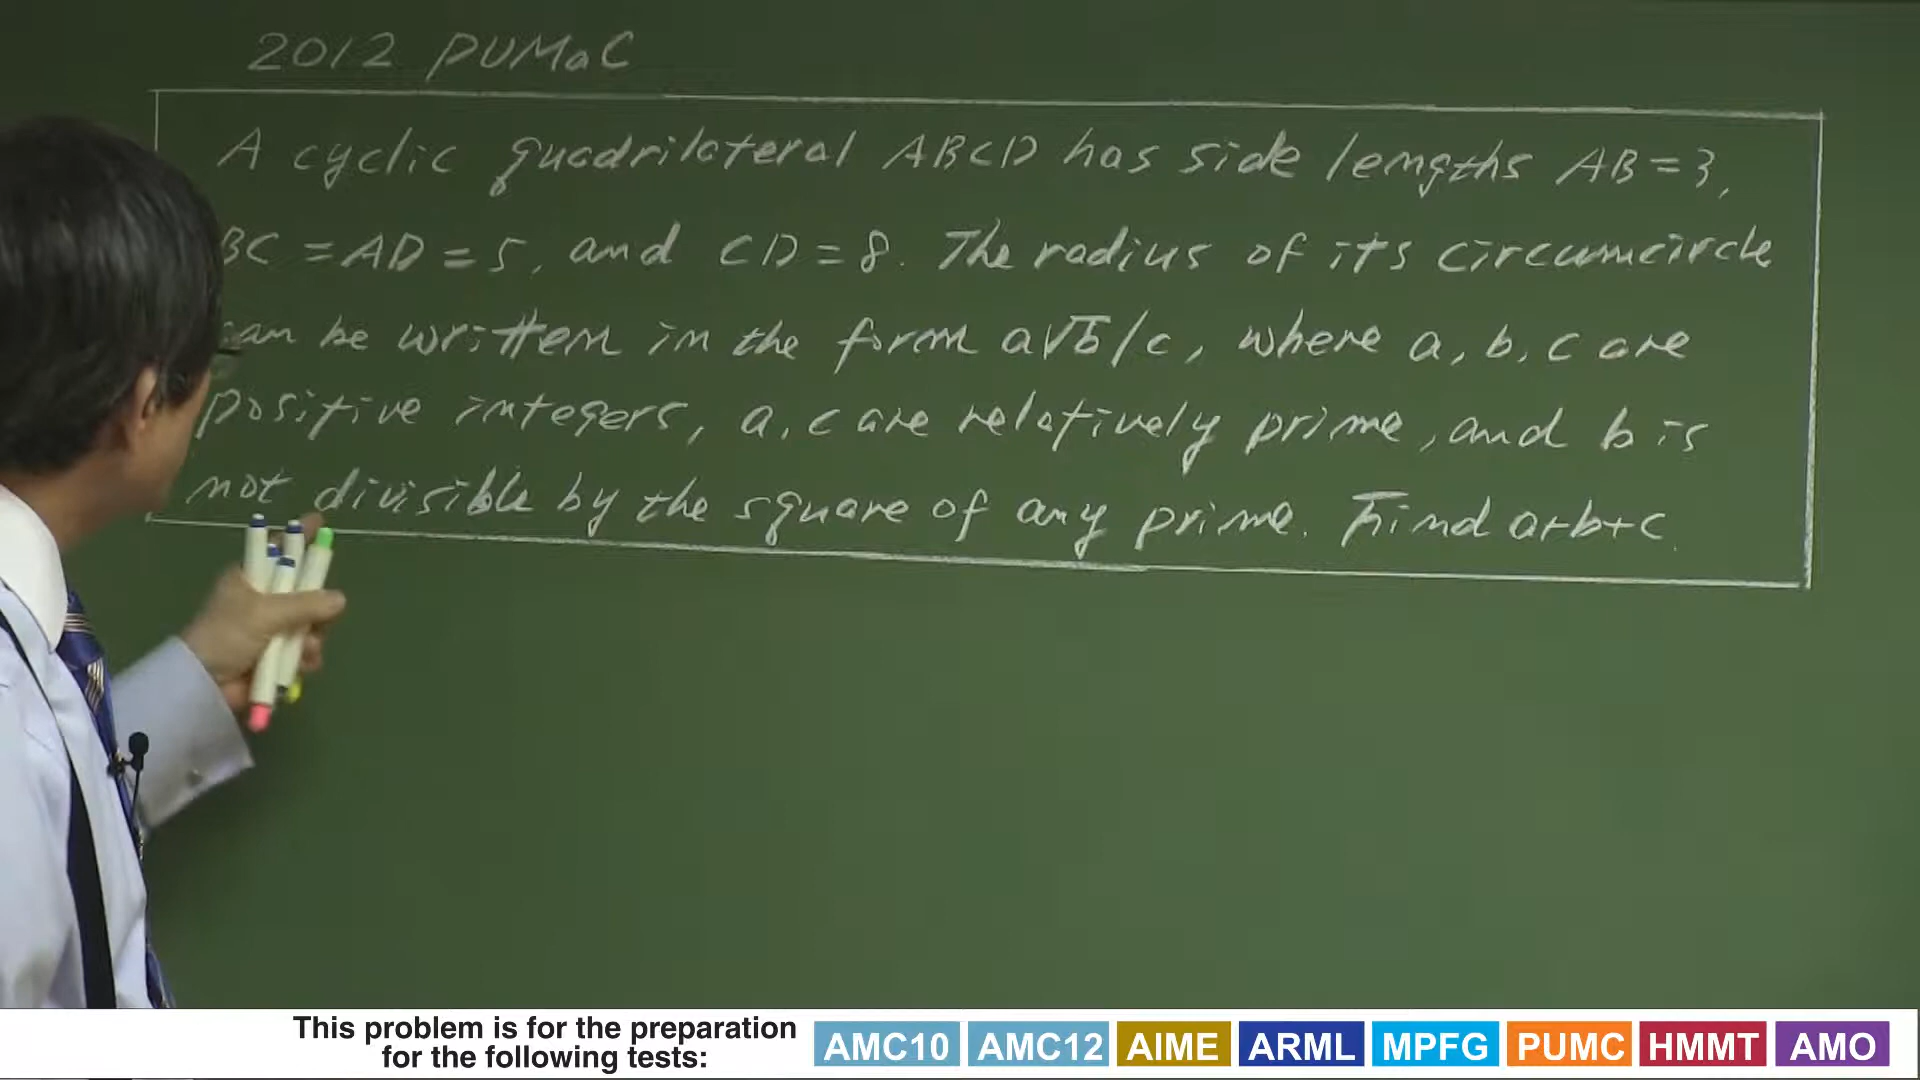 2012 PUMaC
A cyclic quadrilateral ABCD has side lengths AB = 3,
BC = AD = 5, and CD = 8. The radius of its circumcircle
can be written in the form a√b/c, where a, b, c are
positive integers, a, c are relatively prime, and b is
not divisible by the square of any prime. Find a+b+c.
This problem is for the preparation
for the following tests:
AMC10 AMC12 AIME ARML MPFG PUMC HMMT AMO